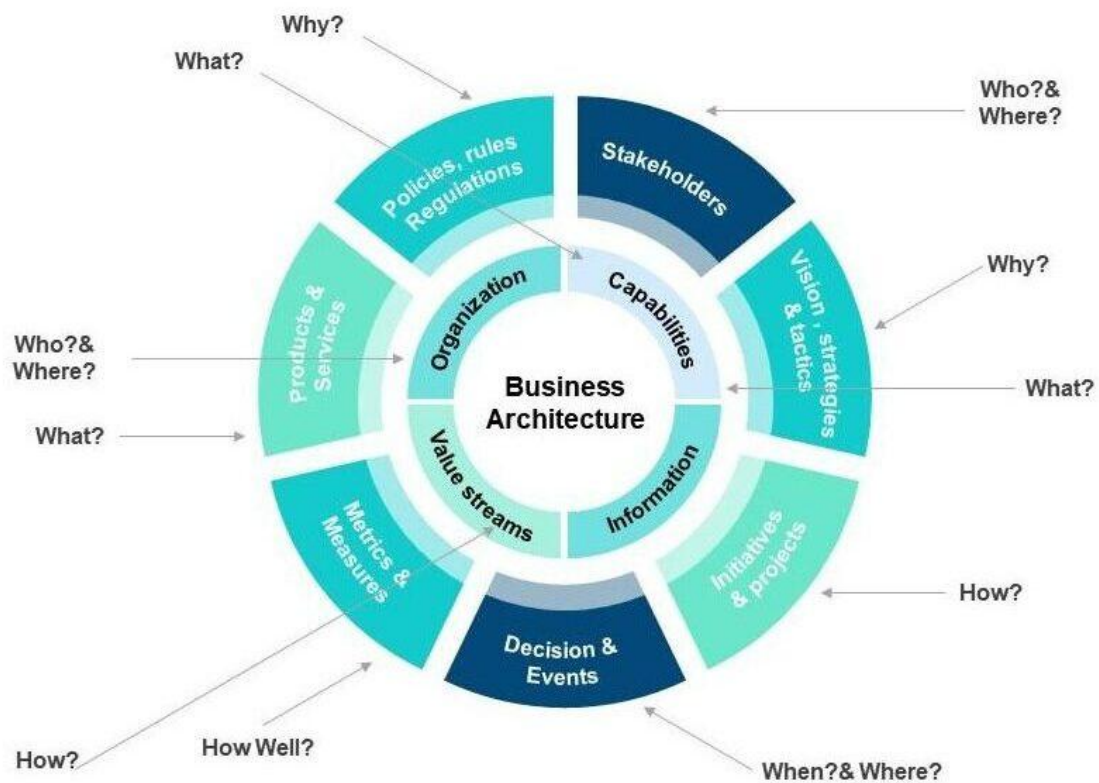 Why?
What?
Who?&
Where?
Policies, rules
Regulations
Stakeholders
Why?
Vision , strategies
& tactics
Products &
Services
Organization
Capabilities
Who?&
Where?
What?
Business
Architecture
What?
Value streams
Information
Metrics &
Measures
Initiatives
& projects
How?
Decision &
Events
How?
How Well?
When?& Where?